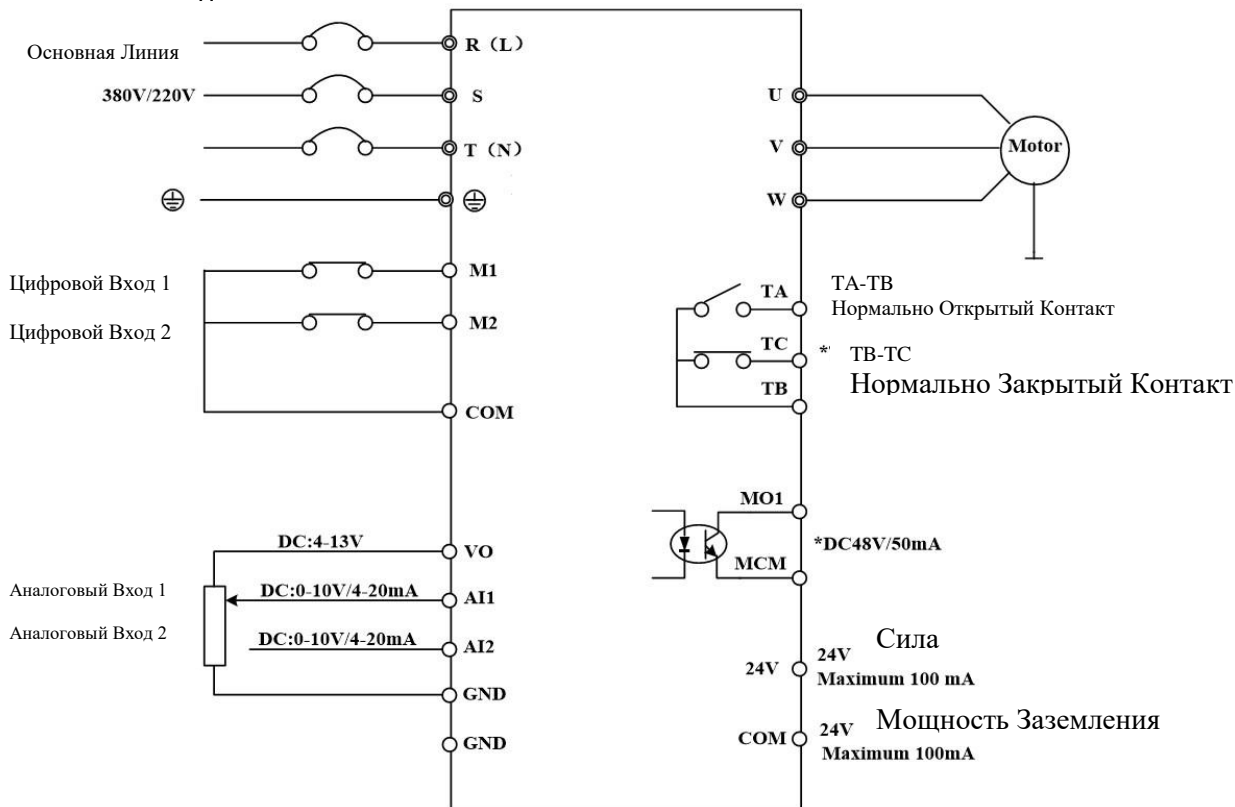 Основная Линия
R (L)
380V/220V
S
T (N)
U
V
W
Motor
Цифровой Вход 1
M1
Цифровой Вход 2
M2
COM
TA
TA-TB
Нормально Открытый Контакт
TC
* TB-TC
Нормально Закрытый Контакт
TB
MO1
*DC48V/50mA
MCM
DC:4-13V
VO
Аналоговый Вход 1
DC:0-10V/4-20mA
AI1
Аналоговый Вход 2
DC:0-10V/4-20mA
AI2
GND
GND
Сила
24V
24V
Maximum 100 mA
Мощность Заземления
COM
24V
Maximum 100mA